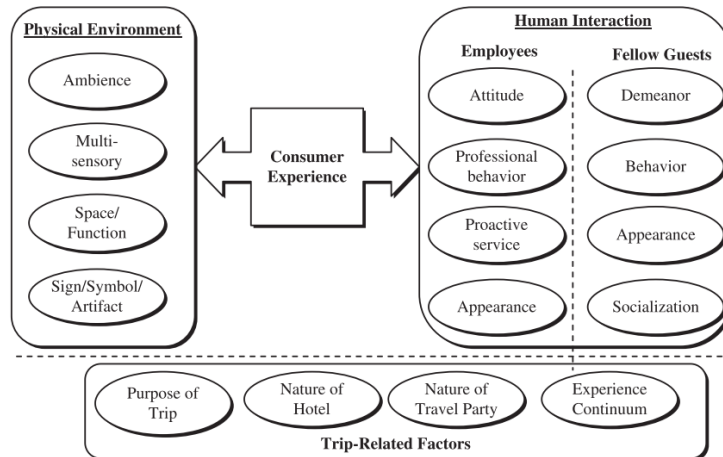 Physical Environment
Ambience
Multi-
sensory
Space/
Function
Sign/Symbol/
Artifact
Consumer
Experience
Human Interaction
Employees
Attitude
Professional
behavior
Proactive
service
Appearance
Fellow Guests
Demeanor
Behavior
Appearance
Socialization
Purpose of
Trip
Nature of
Hotel
Nature of
Travel Party
Experience
Continuum
Trip-Related Factors